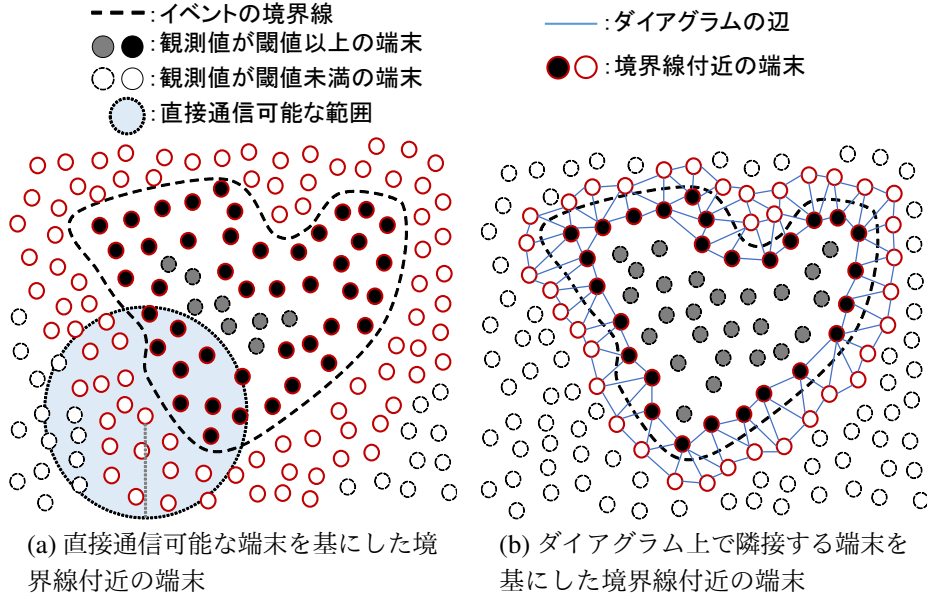 :イベントの境界線
:観測値が閾値以上の端末
:観測値が閾値未満の端末
:直接通信可能な範囲
:ダイアグラムの辺
:境界線付近の端末
(a) 直接通信可能な端末を基にした境
界線付近の端末
(b) ダイアグラム上で隣接する端末を
基にした境界線付近の端末